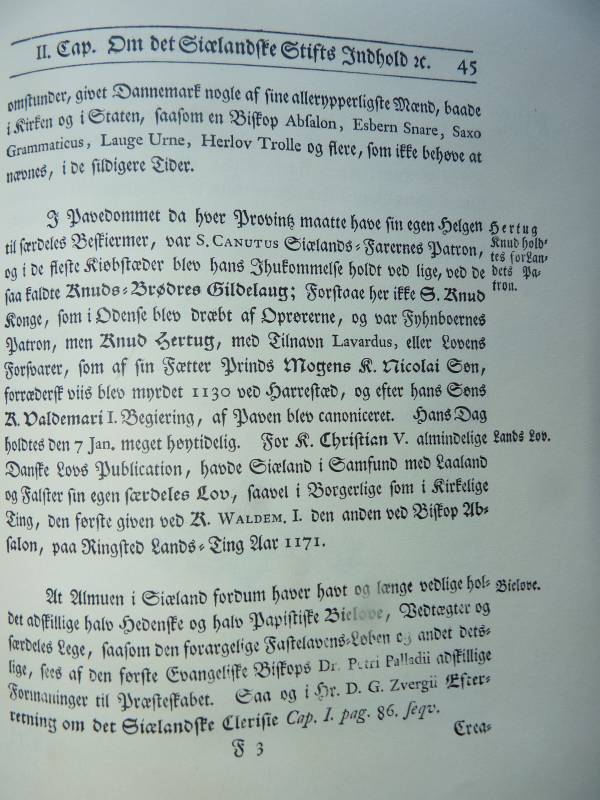 II. Cap. Om det Siælandske Stifts Indhold ꝛc. 45
omstunder, givet Dannemark nogle af sine allerypperligste Mænd, baade
i Kirken og i Staten, saasom en Biskop Absalon, Esbern Snare, Saxo
Grammaticus, Lauge Urne, Herlov Trolle og flere, som ikke behøve at
nævnes, i de sildigere Tider.
I Pavedommet da hver Provintz maatte have sin egen Helgen
til særdeles Beskiermer, var S. CANUTUS Siælands-Farernes Patron,
og i de fleste Kiøbstæder blev hans Ihukommelse holdt ved lige, ved de
saa kaldte Knuds-Brødres Gildelaug; Forstaae her ikke S. Knud
Konge, som i Odense blev dræbt af Oprørerne, og var Fyhnboernes
Patron, men Knud Hertug, med Tilnavn Lavardus, eller Lovens
Forsvarer, som af sin Fætter Prinds Mogens K. Nicolai Søn,
forrædersk viis blev myrdet 1130 ved Harrestæd, og efter hans Søns
K. Valdemari I. Begiering, af Paven blev canoniceret. Hans Dag
holdtes den 7 Jan. meget høytidelig. For K. Christian V. almindelige
Danske Lovs Publication, havde Siæland i Samfund med Laaland
og Falster sin egen særdeles Lov, saavel i Borgerlige som i Kirkelige
Ting, den første given ved K. WALDEM. I. den anden ved Biskop Ab-
salon, paa Ringsted Lands-Ting Aar 1171.
Hertug
Knud hold-
tes for Lan-
dets Pa-
tron.
Lands Lov.
At Almuen i Siæland fordum haver havt og længe vedlige hol-
det adskillige halv Hedenske og halv Papistiske Bielove, Vedtægter og
særdeles Lege, saasom den forargelige Fastelavens-Løben og andet dets-
lige, sees af den første Evangeliske Biskops Dr. Petri Palladii adskillige
Formaninger til Præsteskabet. Saa og i Hr. D. G. Zvergii Efter-
retning om det Siælandske Clerisie Cap. I. pag. 86. seqv.
Bielove.
F 3
Crea-